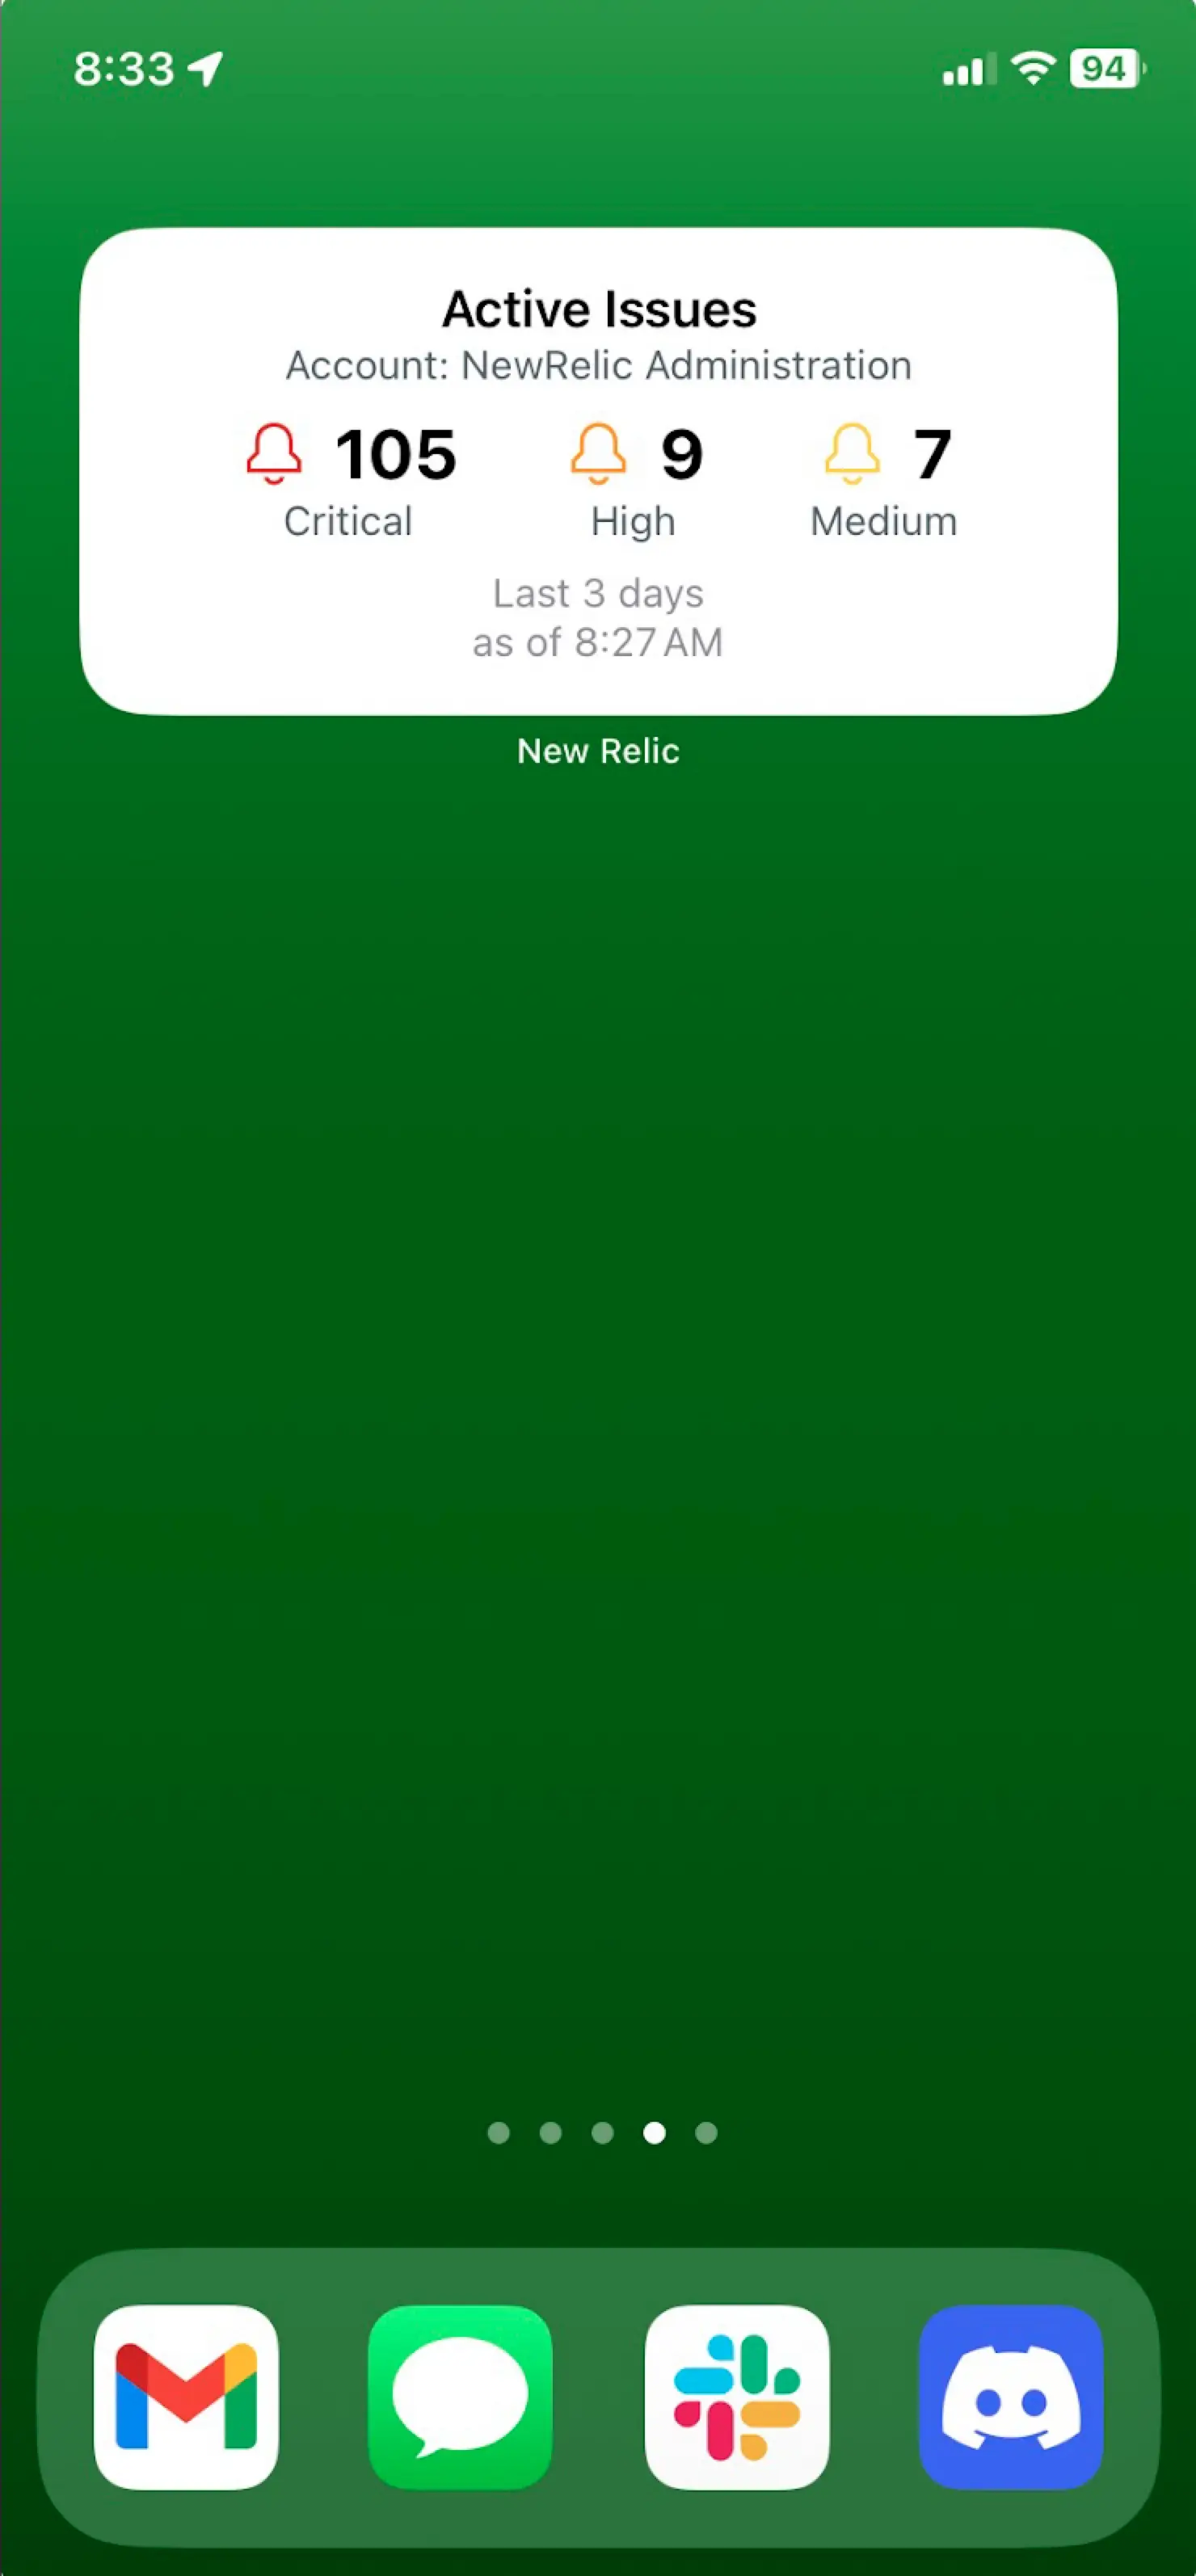 8:33
94
Active Issues
Account: NewRelic Administration
105 9 7
Critical High Medium
Last 3 days
as of 8:27 AM
New Relic